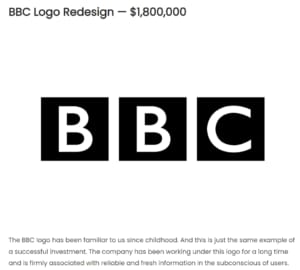 BBC Logo Redesign — $1,800,000
B B C
The BBC logo has been familiar to us since childhood. And this is just the same example of
a successful investment. The company has been working under this logo for a long time
and is firmly associated with reliable and fresh information in the subconscious of users.